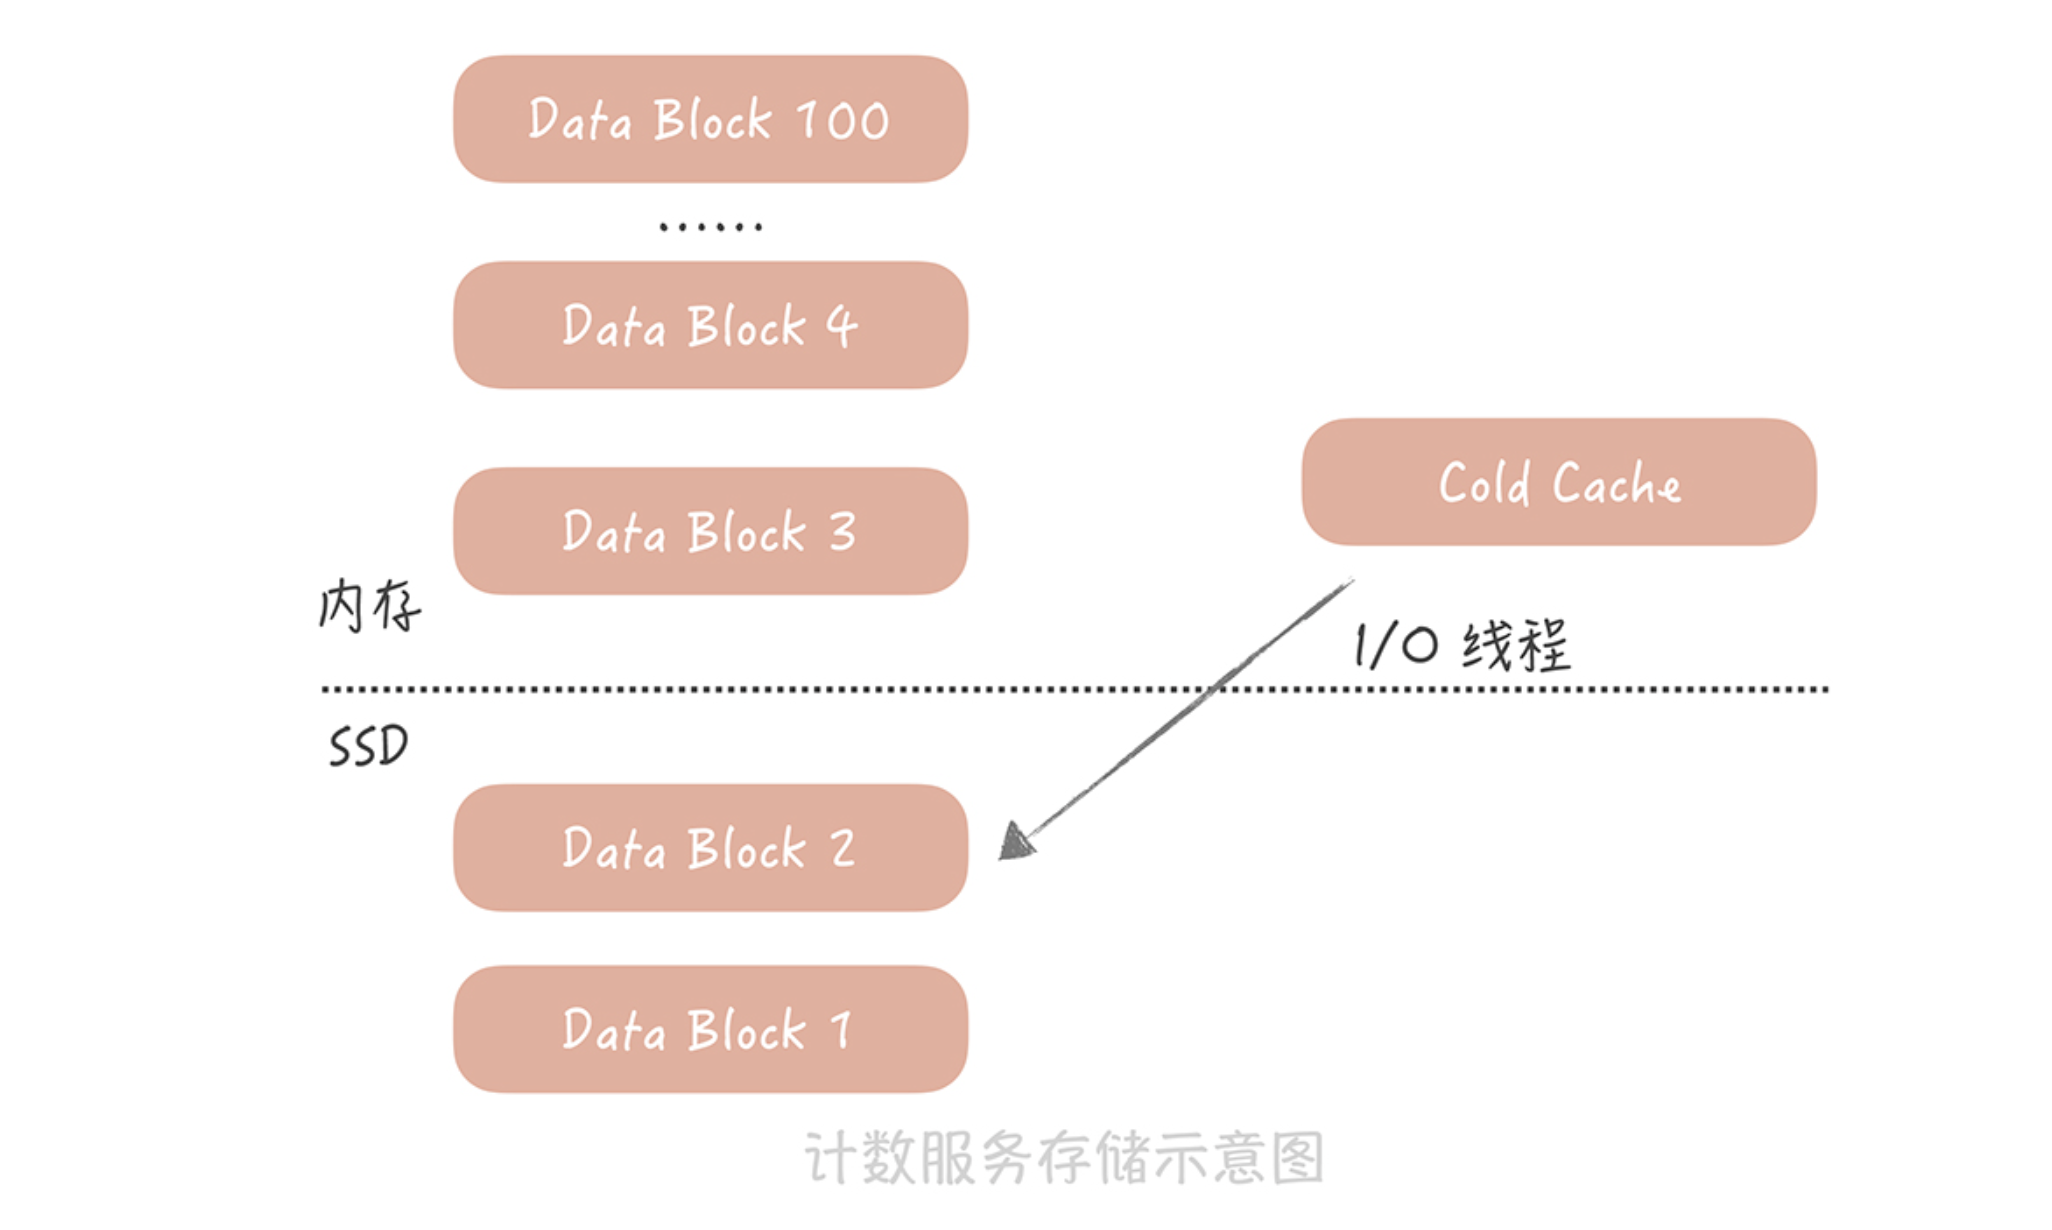 Data Block 100
……
Data Block 4
Cold Cache
Data Block 3
内存
I/O 线程
SSD
Data Block 2
Data Block 1
计数服务存储示意图